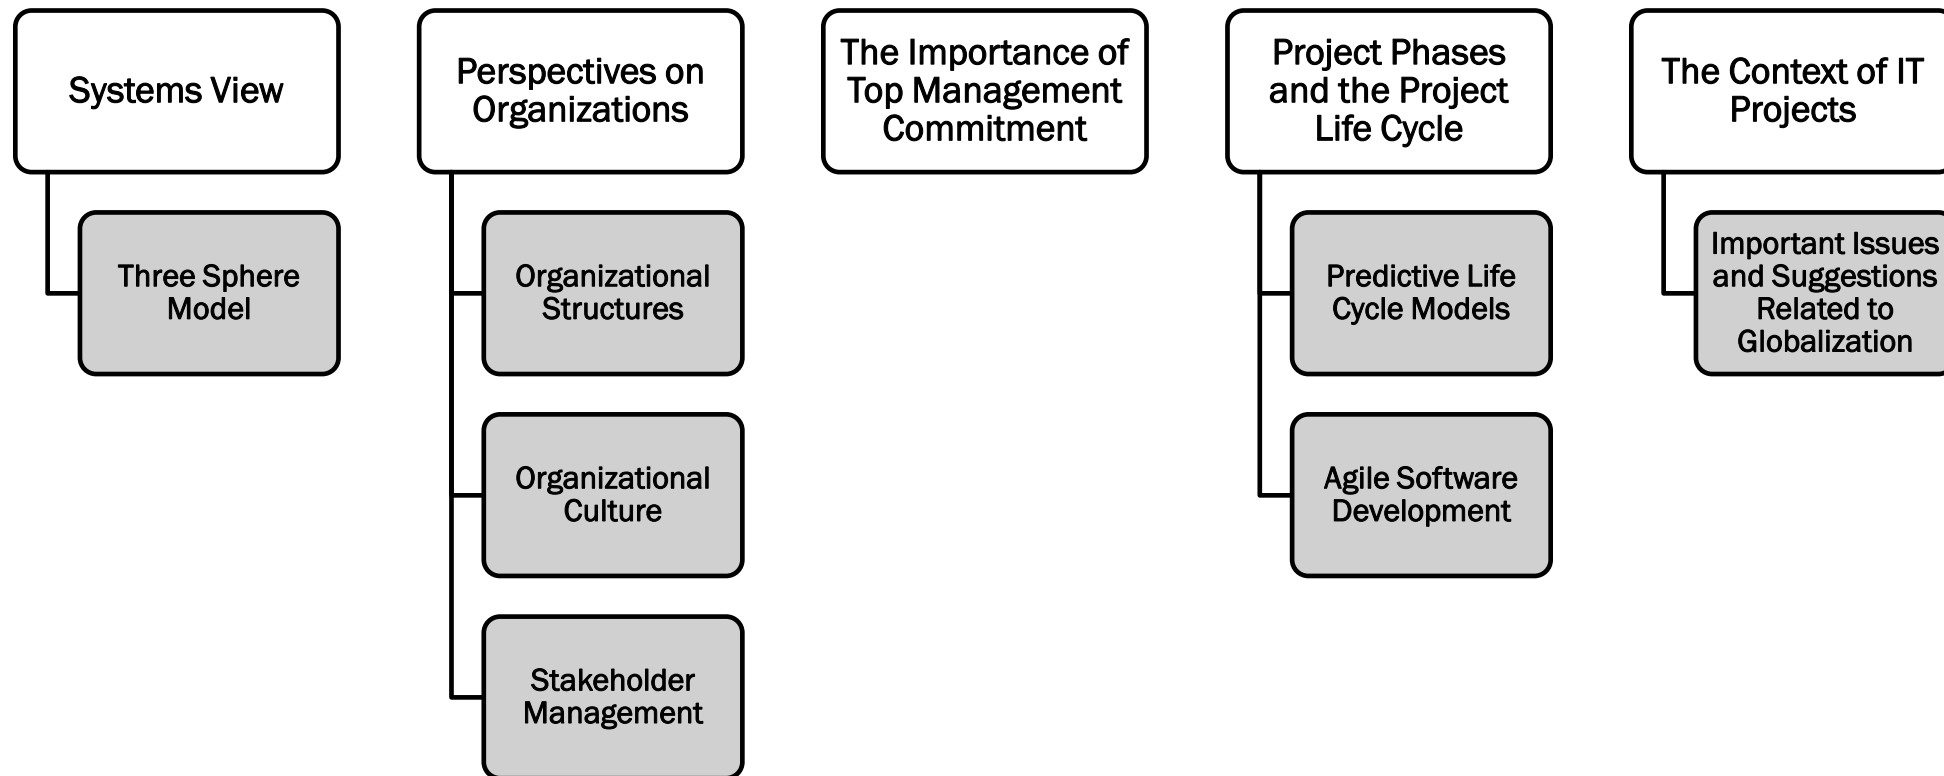 Systems View
Three Sphere
Model
Perspectives on
Organizations
Organizational
Structures
Organizational
Culture
Stakeholder
Management
The Importance of
Top Management
Commitment
Project Phases
and the Project
Life Cycle
Predictive Life
Cycle Models
Agile Software
Development
The Context of IT
Projects
Important Issues
and Suggestions
Related to
Globalization